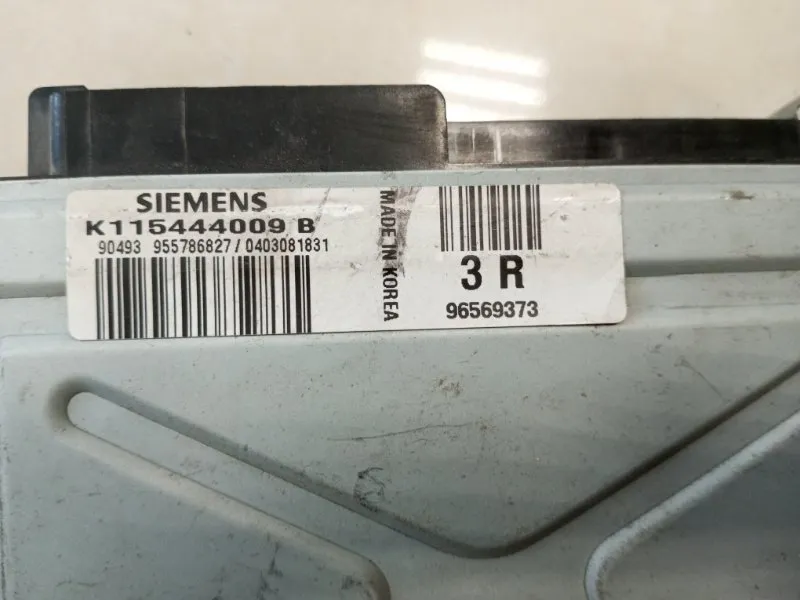 SIEMENS
K115444009 B
90493 955786827 / 0403081831
MADE IN KOREA
3 R
96569373